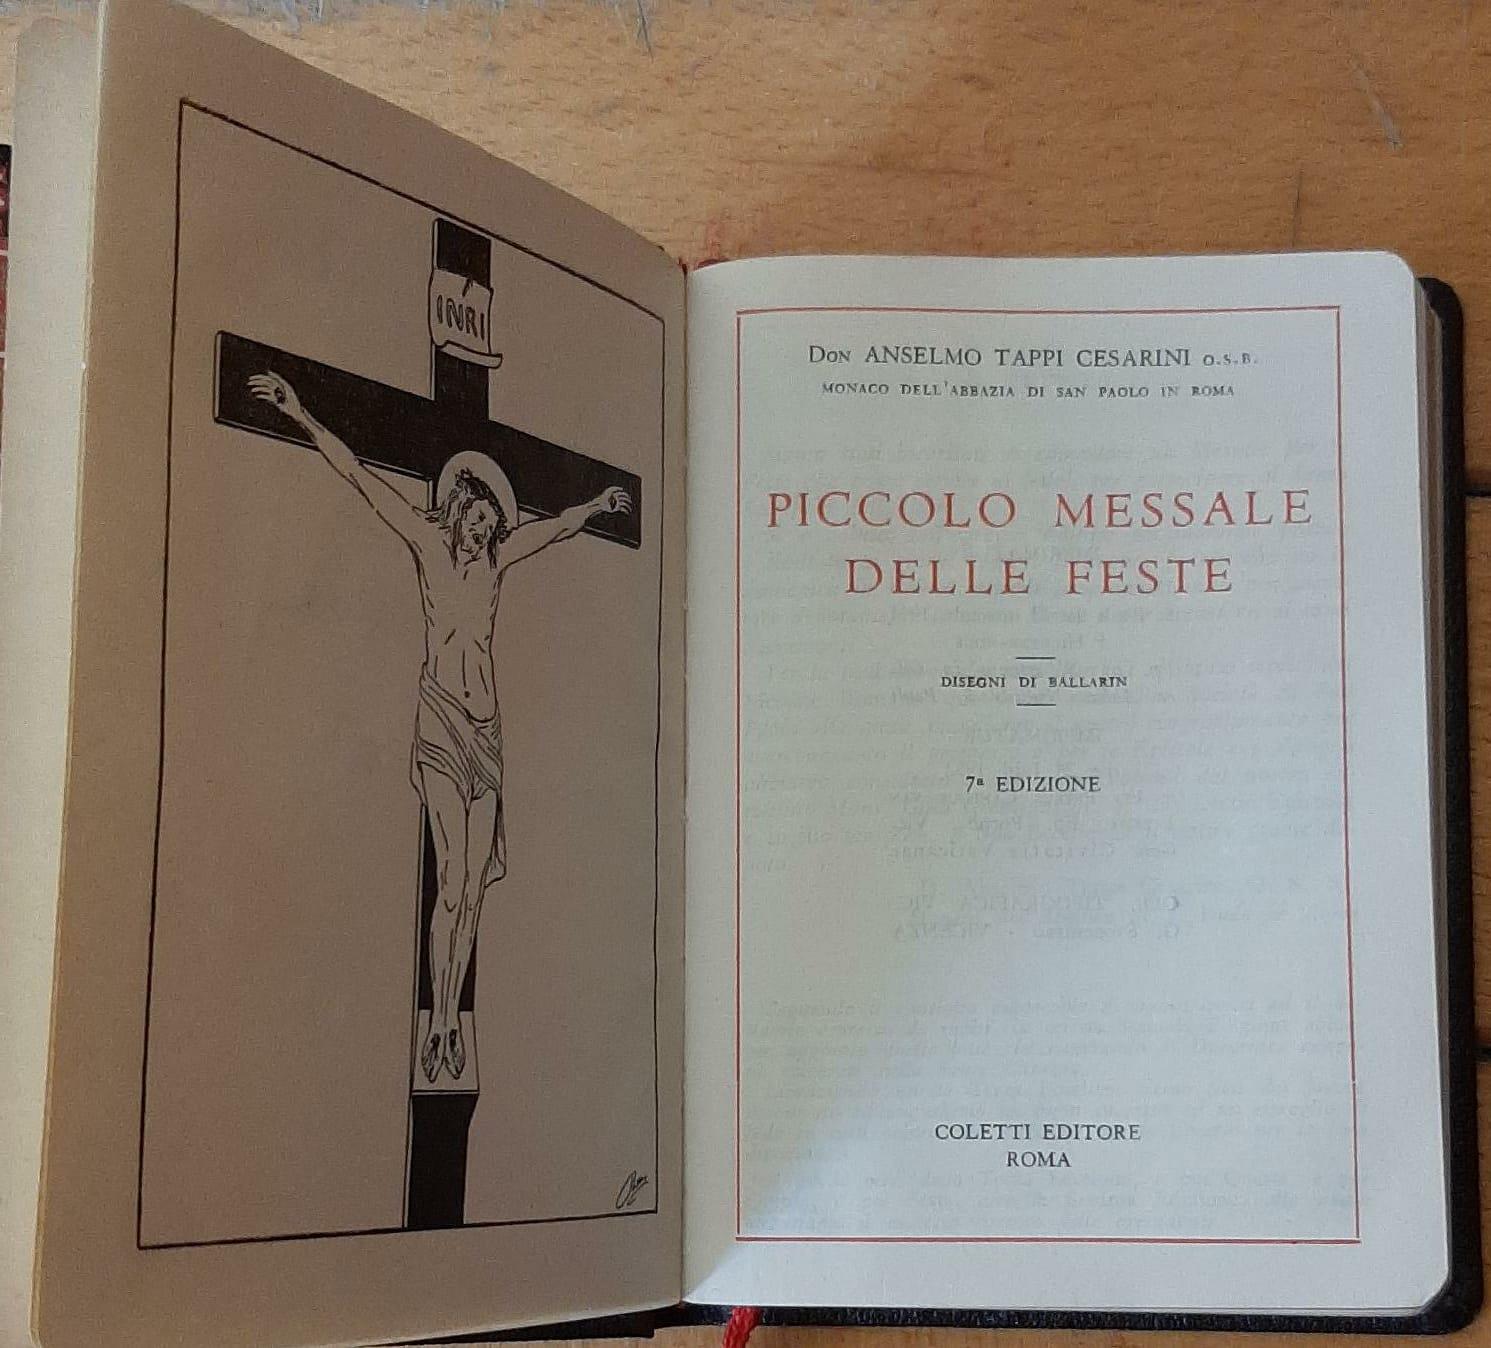 INRI
Don ANSELMO TAPPI CESARINI O.S.B.
MONACO DELL'ABBAZIA DI SAN PAOLO IN ROMA
PICCOLO MESSALE
DELLE FESTE
DISEGNI DI BALLARIN
7ª EDIZIONE
COLETTI EDITORE
ROMA